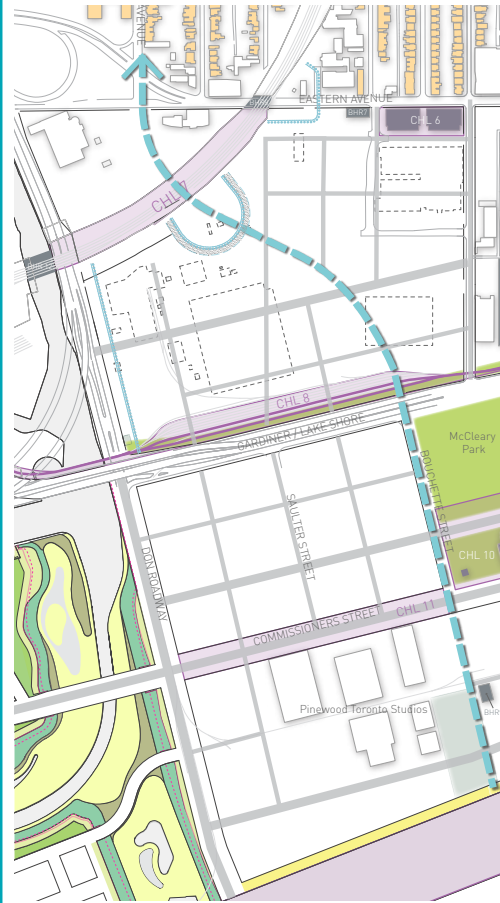 AVENUE
EASTERN AVENUE
BHR7
CHL 6
CHL 7
CHL 8
GARDINER / LAKE SHORE
McCleary
Park
BOUCHETTE STREET
SAULTER STREET
DON ROADWAY
CHL 10
CHL 11
COMMISSIONERS STREET
Pinewood Toronto Studios
BHR